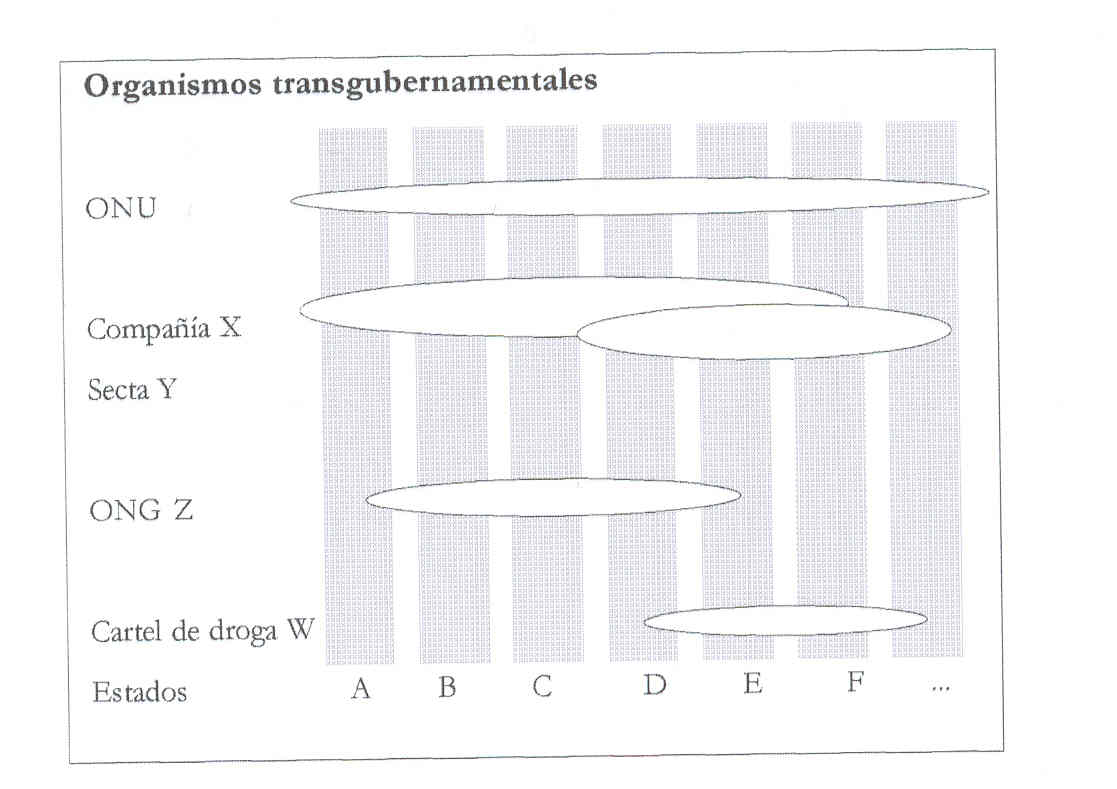 Organismos transgubernamentales
ONU
Compañía X
Secta Y
ONG Z
Cartel de droga W
Estados A B C D E F ...